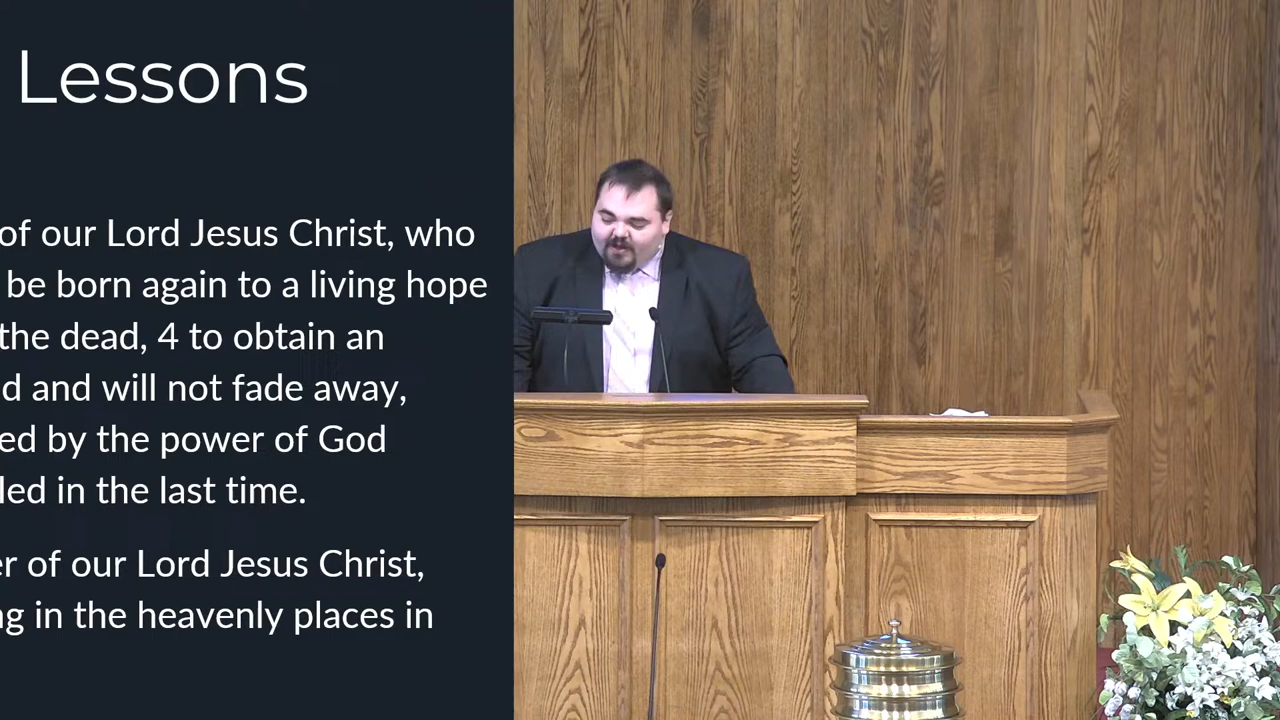 Lessons
of our Lord Jesus Christ, who
be born again to a living hope
the dead, 4 to obtain an
d and will not fade away,
ed by the power of God
led in the last time.
er of our Lord Jesus Christ,
ng in the heavenly places in